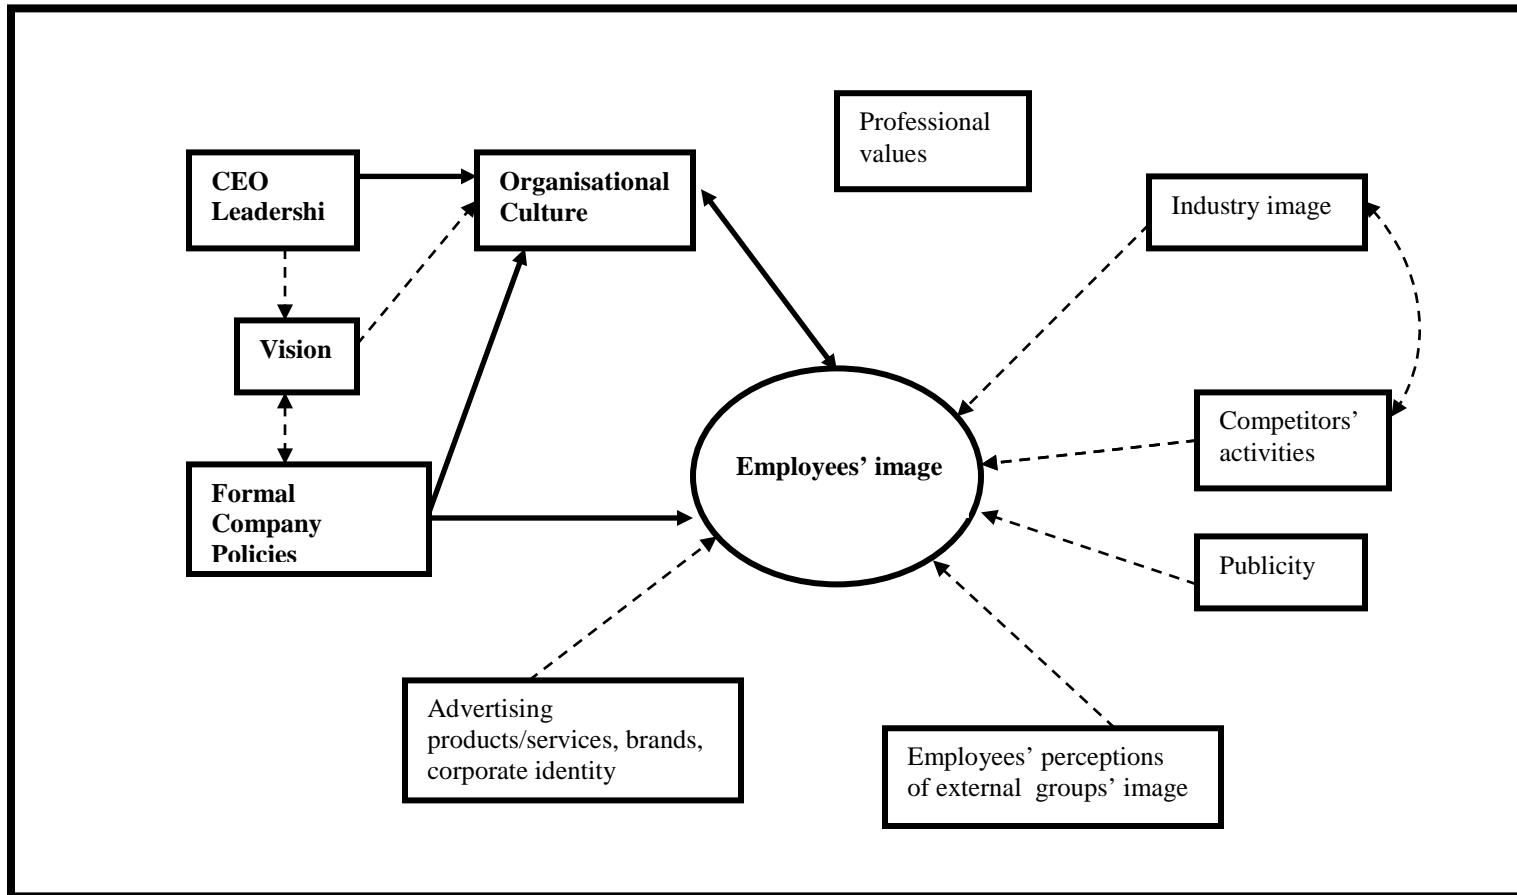 Professional
values
CEO
Leadershi
Organisational
Culture
Industry image
Vision
Competitors’
activities
Employees’ image
Formal
Company
Policies
Publicity
Advertising
products/services, brands,
corporate identity
Employees’ perceptions
of external groups’ image